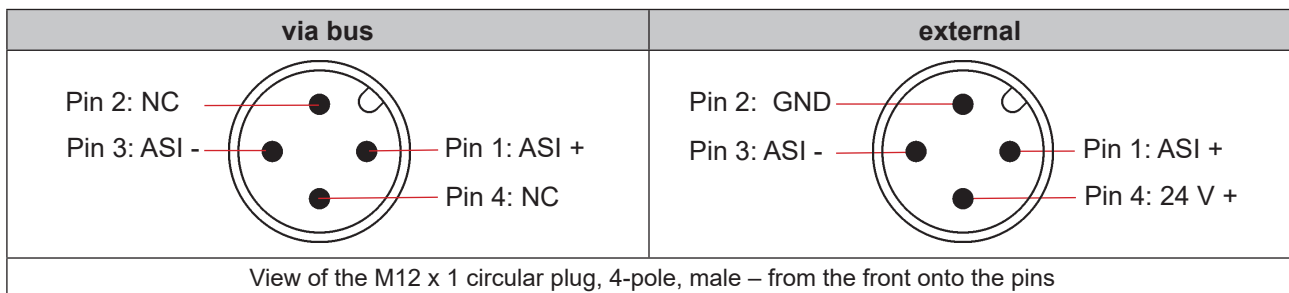 via bus
external
Pin 2: NC
Pin 3: ASI -
Pin 1: ASI +
Pin 4: NC
Pin 2:  GND
Pin 3: ASI -
Pin 1: ASI +
Pin 4: 24 V +
View of the M12 x 1 circular plug, 4-pole, male – from the front onto the pins